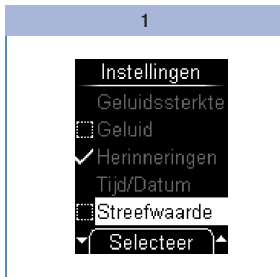 1
Instellingen
Geluidssterkte
Geluid
Herinneringen
Tijd/Datum
Streefwaarde
Selecteer